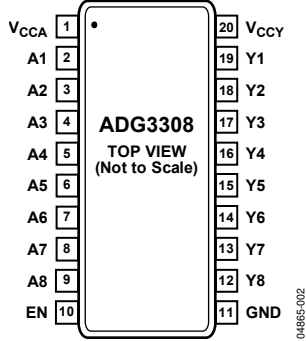 VCCA 1 20 VCCY
A1 2 19 Y1
A2 3 18 Y2
A3 4 ADG3308 17 Y3
A4 5 TOP VIEW 16 Y4
(Not to Scale)
A5 6 15 Y5
A6 7 14 Y6
A7 8 13 Y7
A8 9 12 Y8
EN 10 11 GND
04865-002